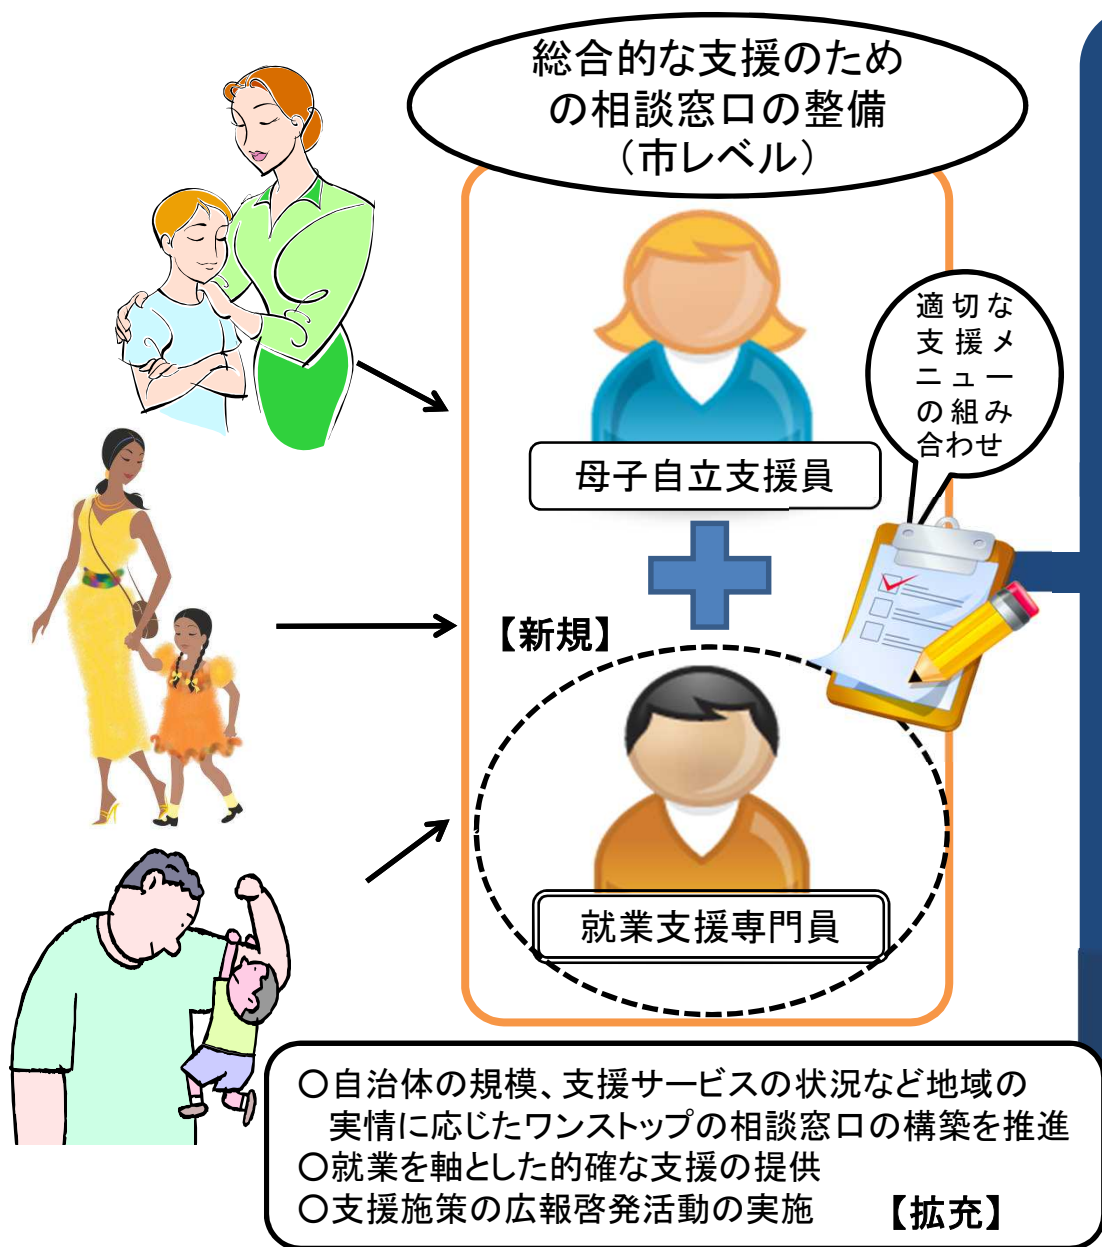 総合的な支援のため
の相談窓口の整備
（市レベル）
適切な
支援メ
ニュー
の組み
合わせ
母子自立支援員
【新規】
就業支援専門員
○自治体の規模、支援サービスの状況など地域の
実情に応じたワンストップの相談窓口の構築を推進
○就業を軸とした的確な支援の提供
○支援施策の広報啓発活動の実施 【拡充】